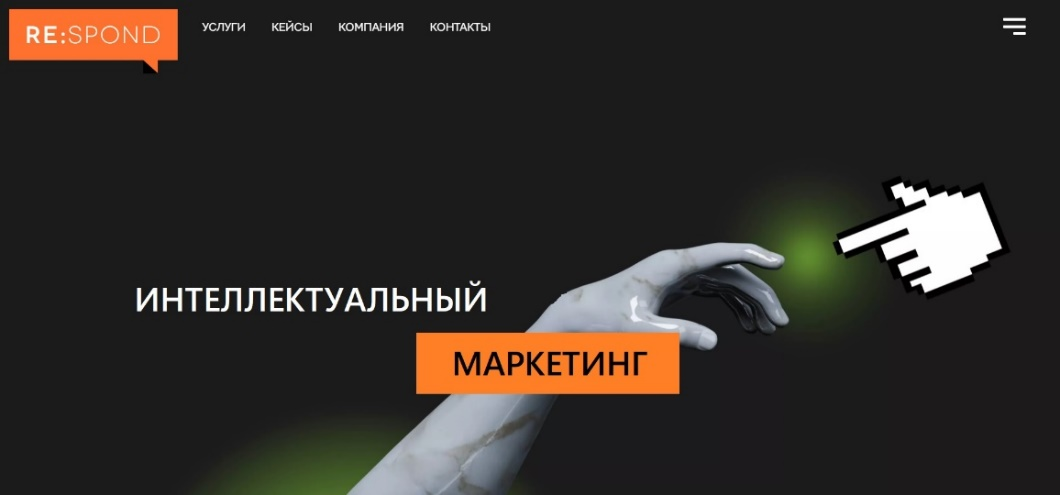 RE:SPOND
УСЛУГИ КЕЙСЫ КОМПАНИЯ КОНТАКТЫ
ИНТЕЛЛЕКТУАЛЬНЫЙ
МАРКЕТИНГ